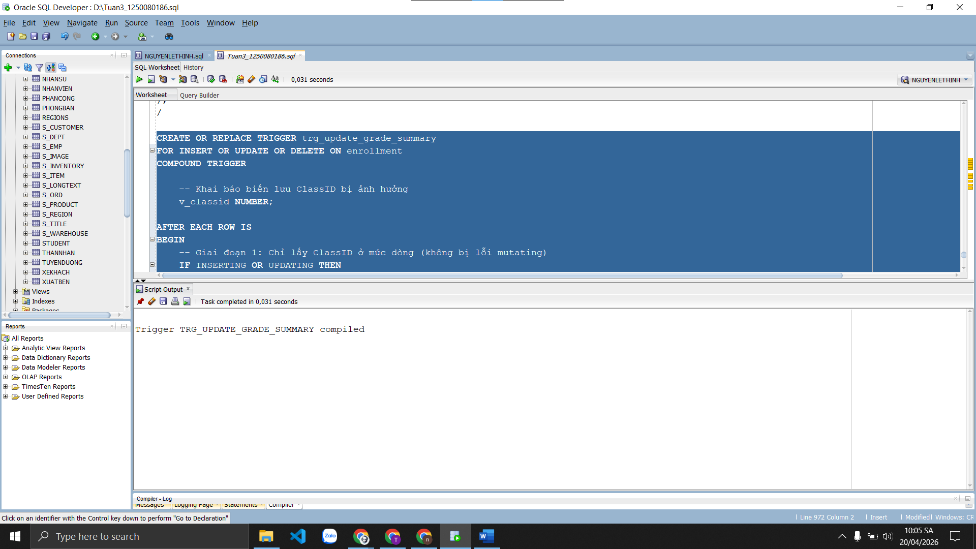 Oracle SQL Developer : D:\Tuan3_1250080186.sql
File Edit View Navigate Run Source Team Tools Window Help
Connections
NHANSU
NHANVIEN
PHANCONG
PHONGBAN
REGIONS
S_CUSTOMER
S_DEPT
S_EMP
S_IMAGE
S_INVENTORY
S_ITEM
S_LONGTEXT
S_ORD
S_PRODUCT
S_REGION
S_TITLE
S_WAREHOUSE
STUDENT
THANNHAN
TUYENDUONG
XEKHACH
XUATBEN
Views
Indexes
Packages
Reports
All Reports
Analytic View Reports
Data Dictionary Reports
Data Modeler Reports
OLAP Reports
TimesTen Reports
User Defined Reports
NGUYENLETHINH.sql Tuan3_1250080186.sql
SQL Worksheet History
0,031 seconds
NGUYENLETHINH
Worksheet Query Builder
/
CREATE OR REPLACE TRIGGER trg_update_grade_summary
FOR INSERT OR UPDATE OR DELETE ON enrollment
COMPOUND TRIGGER
-- Khai báo biến lưu ClassID bị ảnh hưởng
v_classid NUMBER;
AFTER EACH ROW IS
BEGIN
-- Giai đoạn 1: Chỉ lấy ClassID ở mức dòng (không bị lỗi mutating)
IF INSERTING OR UPDATING THEN
Script Output
Task completed in 0,031 seconds
Trigger TRG_UPDATE_GRADE_SUMMARY compiled
Compiler - Log
Messages Logging Page Statements Compiler
Click on an identifier with the Control key down to perform "Go to Declaration"
Line 972 Column 2 Insert Modified Windows: CR
Type here to search
10:05 SA
20/04/2026